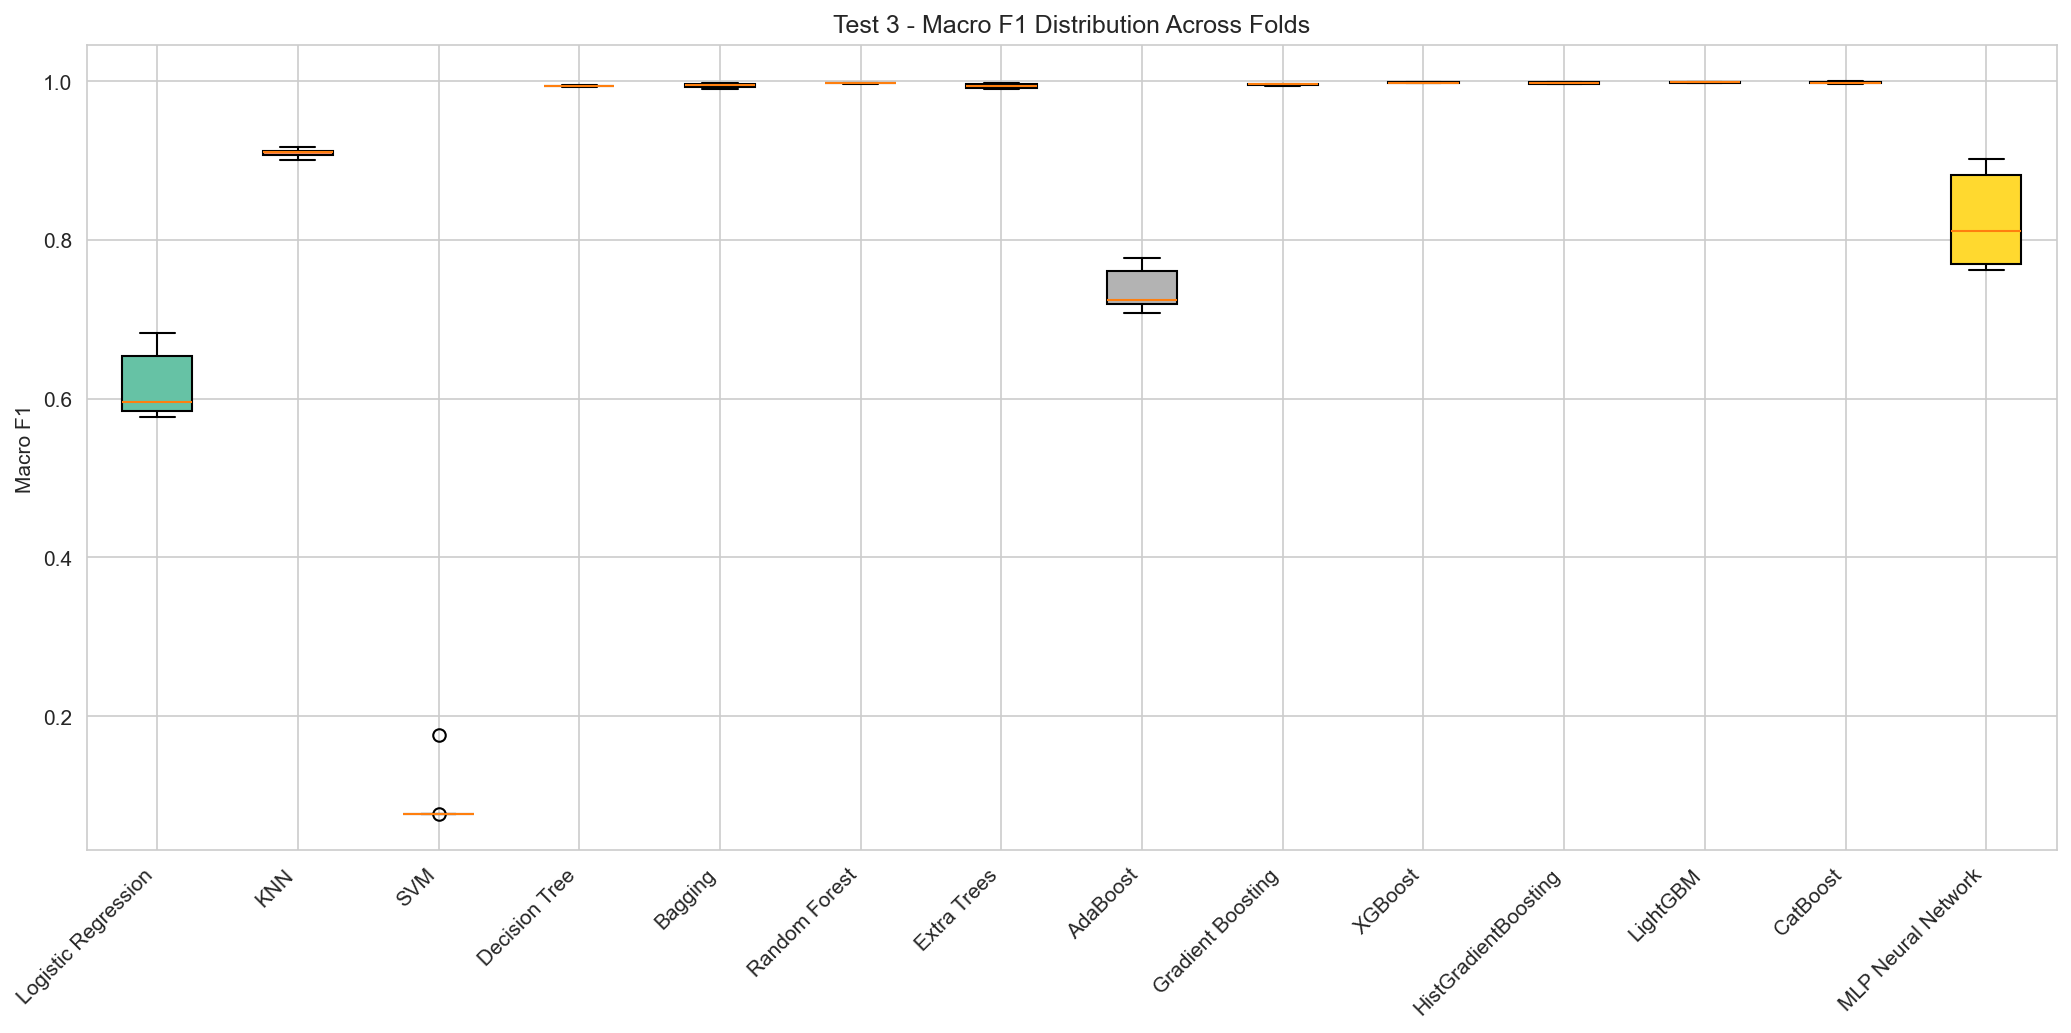 Test 3 - Macro F1 Distribution Across Folds
Macro F1
1.0
0.8
0.6
0.4
0.2
Logistic Regression
KNN
SVM
Decision Tree
Bagging
Random Forest
Extra Trees
AdaBoost
Gradient Boosting
XGBoost
HistGradientBoosting
LightGBM
CatBoost
MLP Neural Network